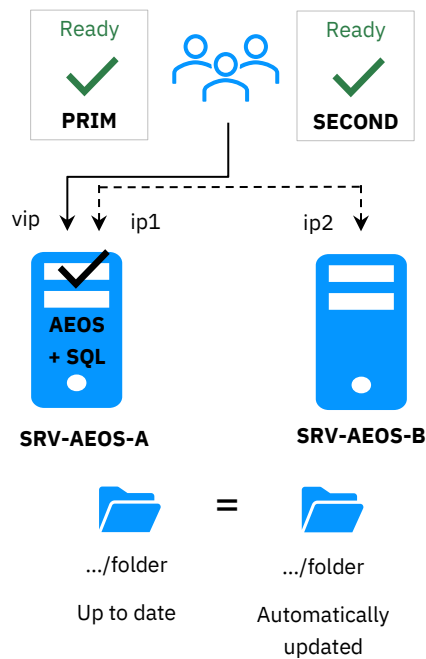 Ready
PRIM
Ready
SECOND
vip
ip1
ip2
AEOS
+ SQL
SRV-AEOS-A
SRV-AEOS-B
=
.../folder
.../folder
Up to date
Automatically
updated